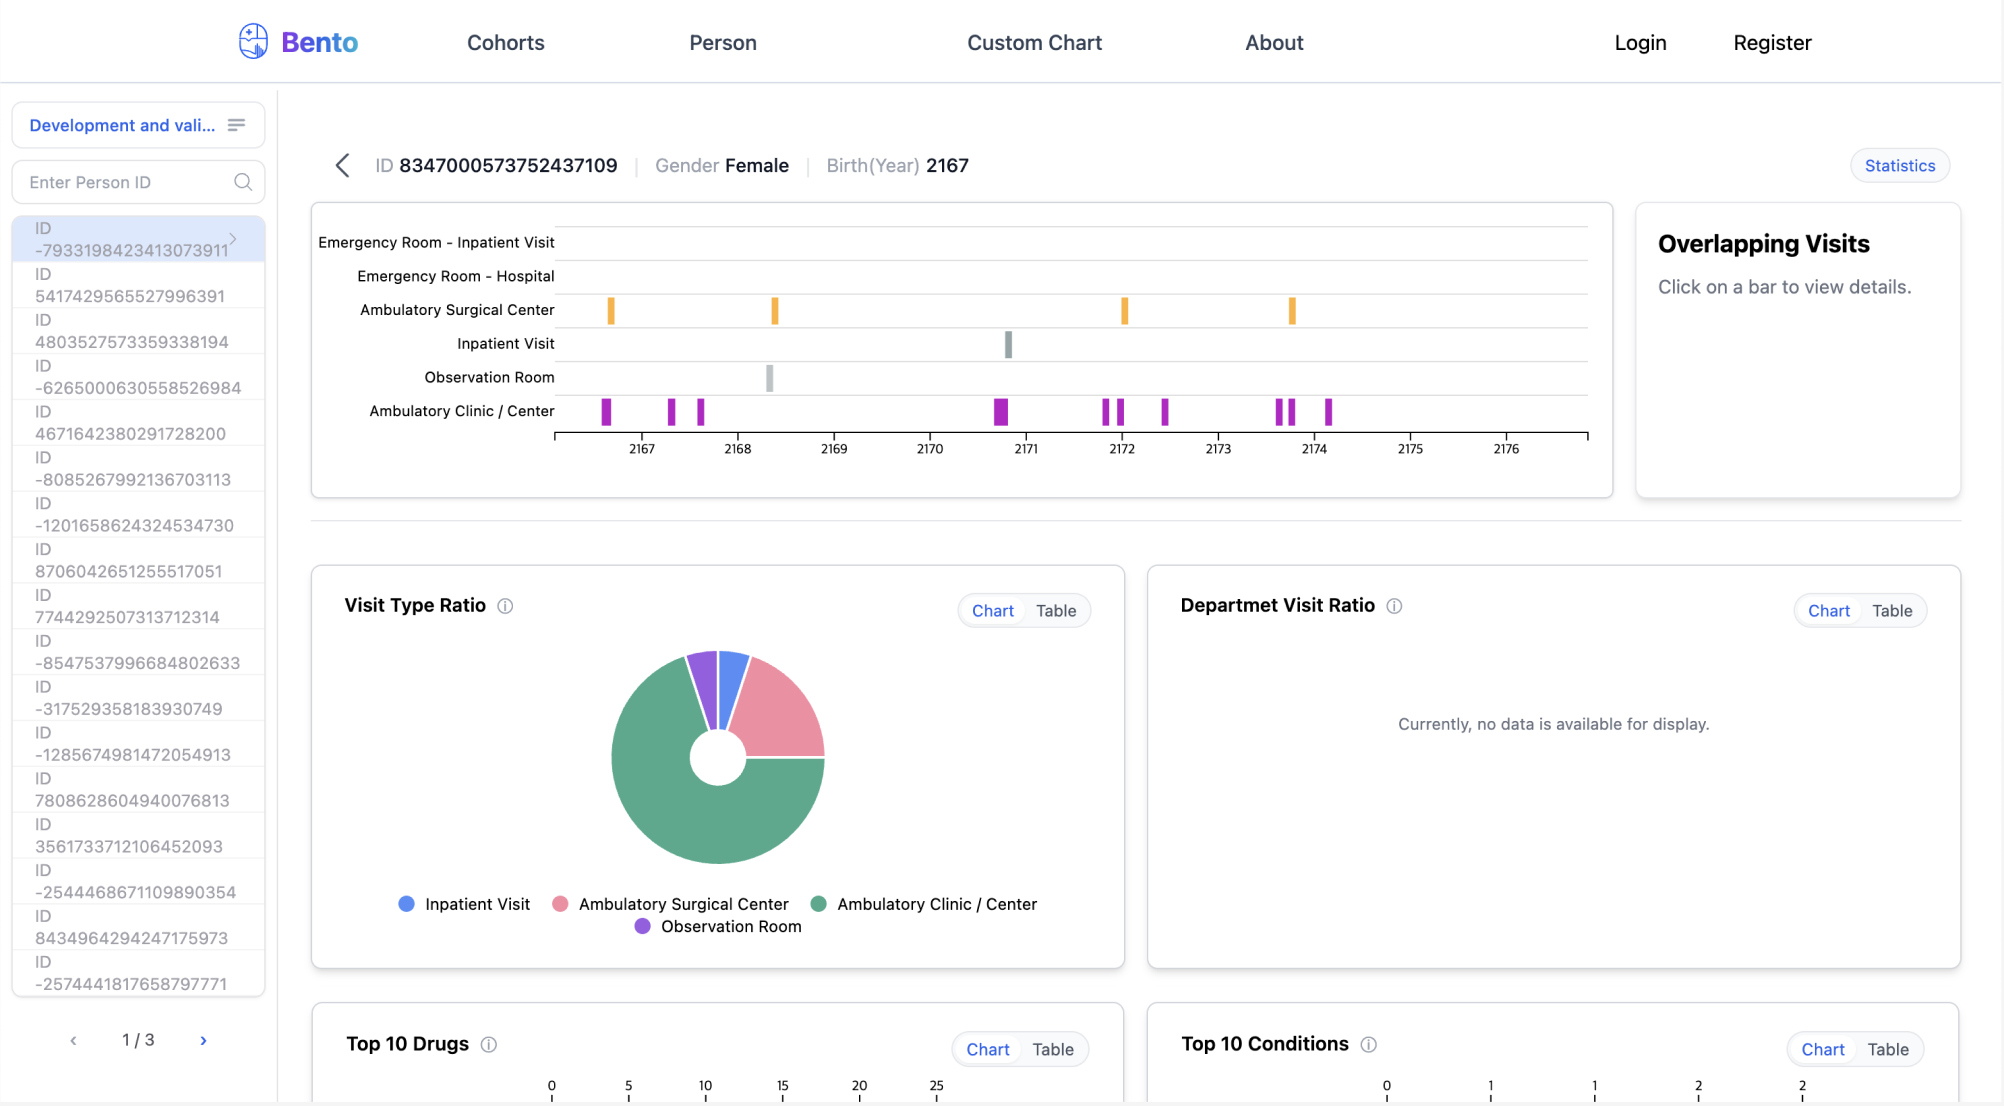 Bento
Cohorts
Person
Custom Chart
About
Login
Register
Development and vali...
Enter Person ID
ID
-7933198423413073911
ID
5417429565527996391
ID
4803527573359338194
ID
-6265000630558526984
ID
4671642380291728200
ID
-8085267992136703113
ID
-1201658624324534730
ID
8706042651255517051
ID
7744292507313712314
ID
-8547537996684802633
ID
-317529358183930749
ID
-1285674981472054913
ID
7808628604940076813
ID
3561733712106452093
ID
-2544468671109890354
ID
8434964294247175973
ID
-2574441817658797771
1 / 3
ID 8347000573752437109 | Gender Female | Birth(Year) 2167
Statistics
Emergency Room - Inpatient Visit
Emergency Room - Hospital
Ambulatory Surgical Center
Inpatient Visit
Observation Room
Ambulatory Clinic / Center
2167 2168 2169 2170 2171 2172 2173 2174 2175 2176
Overlapping Visits
Click on a bar to view details.
Visit Type Ratio
Chart Table
Inpatient Visit Ambulatory Surgical Center Ambulatory Clinic / Center
Observation Room
Departmet Visit Ratio
Chart Table
Currently, no data is available for display.
Top 10 Drugs
Chart Table
0 5 10 15 20 25
Top 10 Conditions
Chart Table
0 1 1 2 2